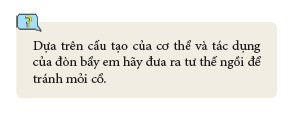 ?
Dựa trên cấu tạo của cơ thể và tác dụng
của đòn bẩy em hãy đưa ra tư thế ngồi để
tránh mỏi cổ.